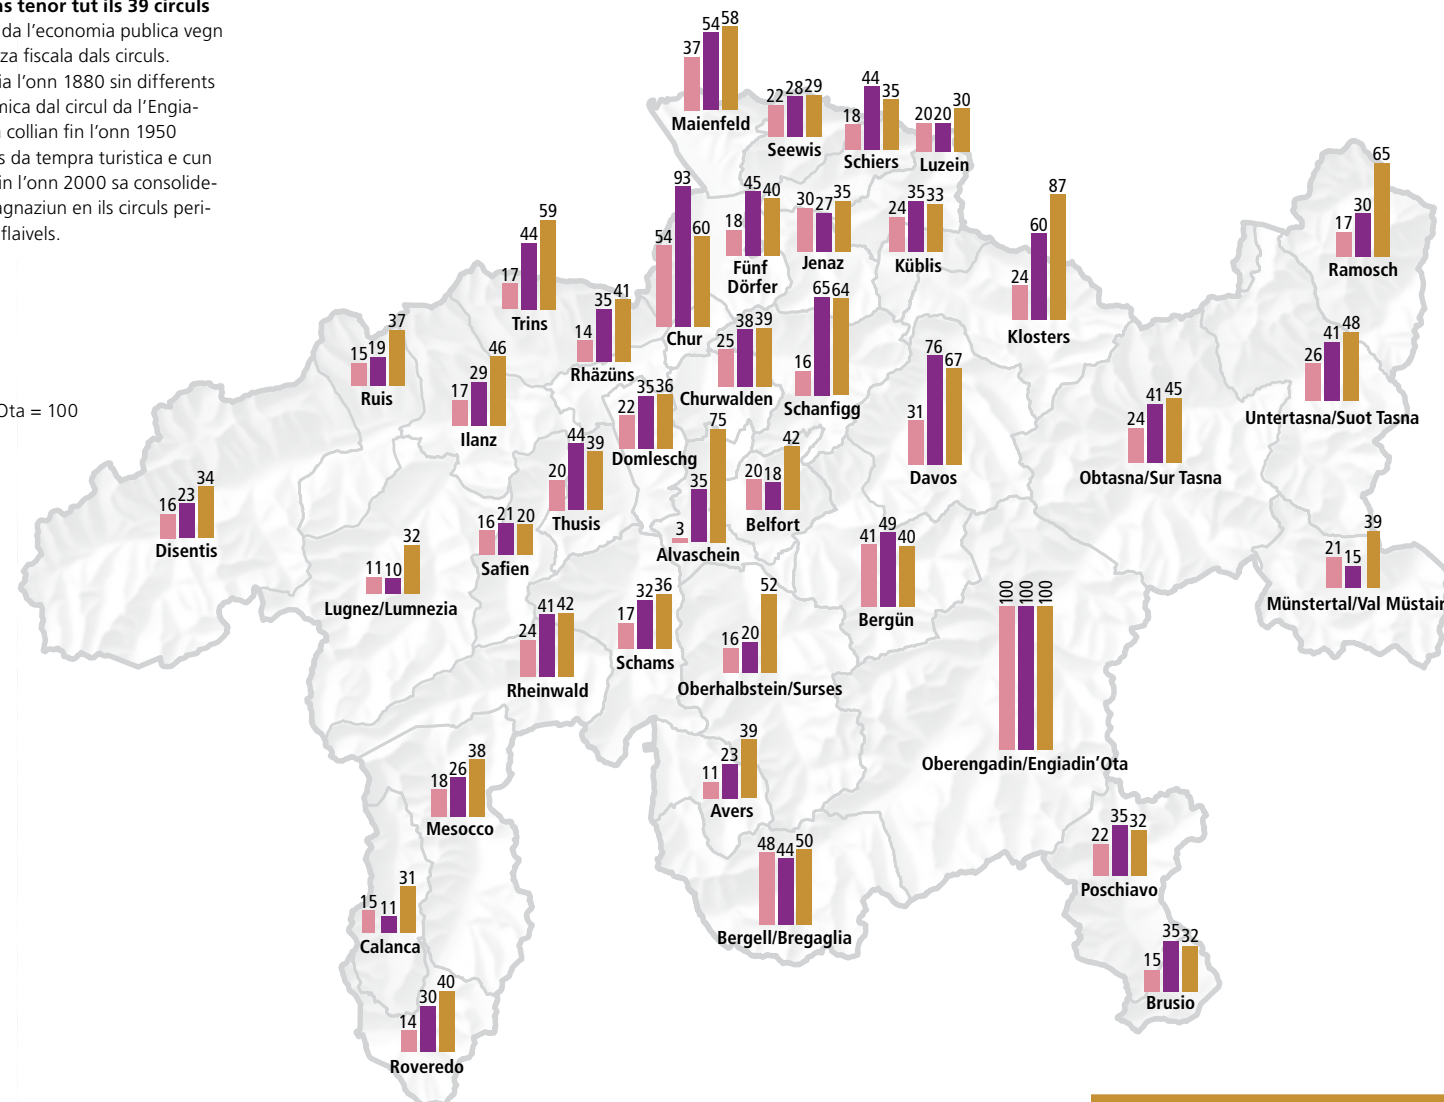 s tenor tut ils 39 circuls
da l'economia publica vegn
za fiscala dals circuls.
ia l'onn 1880 sin differents
mica dal circul da l'Engia-
collian fin l'onn 1950
s da tempra turistica e cun
in l'onn 2000 sa consolide-
agnaziun en ils circuls peri-
flaivels.
Ota = 100
37 54 58
Maienfeld
22 28 29
Seewis
18 44 35
Schiers
20 20 30
Luzein
54 93 60
Chur
18 45 40
Fünf
Dörfer
30 27 35
Jenaz
24 35 33
Küblis
24 60 87
Klosters
17 30 65
Ramosch
17 44 59
Trins
14 35 41
Rhäzüns
15 19 37
Ruis
17 29 46
Ilanz
25 38 39
Churwalden
16 65 64
Schanfigg
31 76 67
Davos
24 41 45
Obtasna/Sur Tasna
26 41 48
Untertasna/Suot Tasna
22 35 36
Domleschg
20 44 39
Thusis
3 35 75
Alvaschein
20 18 42
Belfort
16 23 34
Disentis
11 10 32
Lugnez/Lumnezia
16 21 20
Safien
41 49 40
Bergün
21 15 39
Münstertal/Val Müstair
24 41 42
Rheinwald
17 32 36
Schams
16 20 52
Oberhalbstein/Surses
100 100 100
Oberengadin/Engiadin'Ota
18 26 38
Mesocco
11 23 39
Avers
48 44 50
Bergell/Bregaglia
22 35 32
Poschiavo
15 11 31
Calanca
15 35 32
Brusio
14 30 40
Roveredo